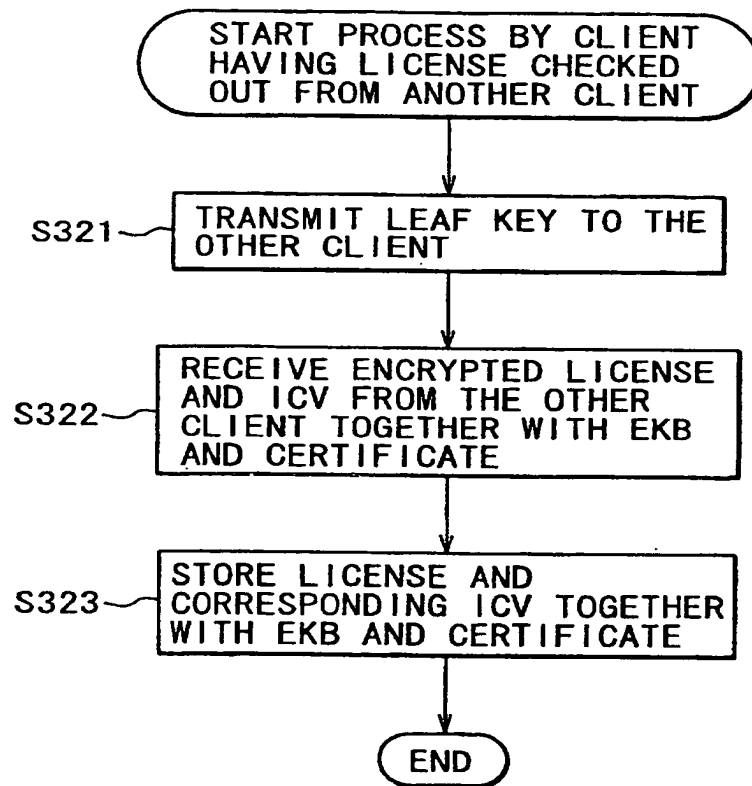 START PROCESS BY CLIENT
HAVING LICENSE CHECKED
OUT FROM ANOTHER CLIENT
S321
TRANSMIT LEAF KEY TO THE
OTHER CLIENT
S322
RECEIVE ENCRYPTED LICENSE
AND ICV FROM THE OTHER
CLIENT TOGETHER WITH EKB
AND CERTIFICATE
S323
STORE LICENSE AND
CORRESPONDING ICV TOGETHER
WITH EKB AND CERTIFICATE
END